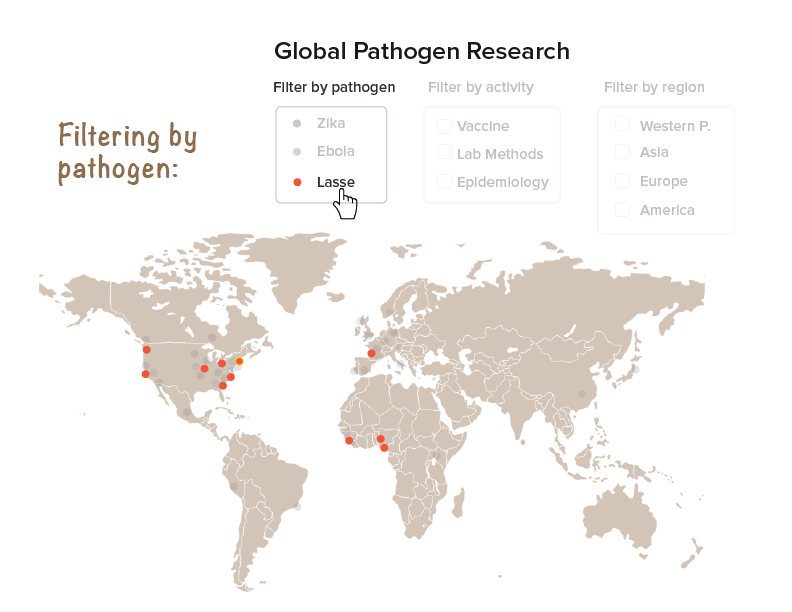 Global Pathogen Research
Filter by pathogen
Filter by activity
Filter by region
Filtering by
pathogen:
Zika
Ebola
Lasse
Vaccine
Lab Methods
Epidemiology
Western P.
Asia
Europe
America